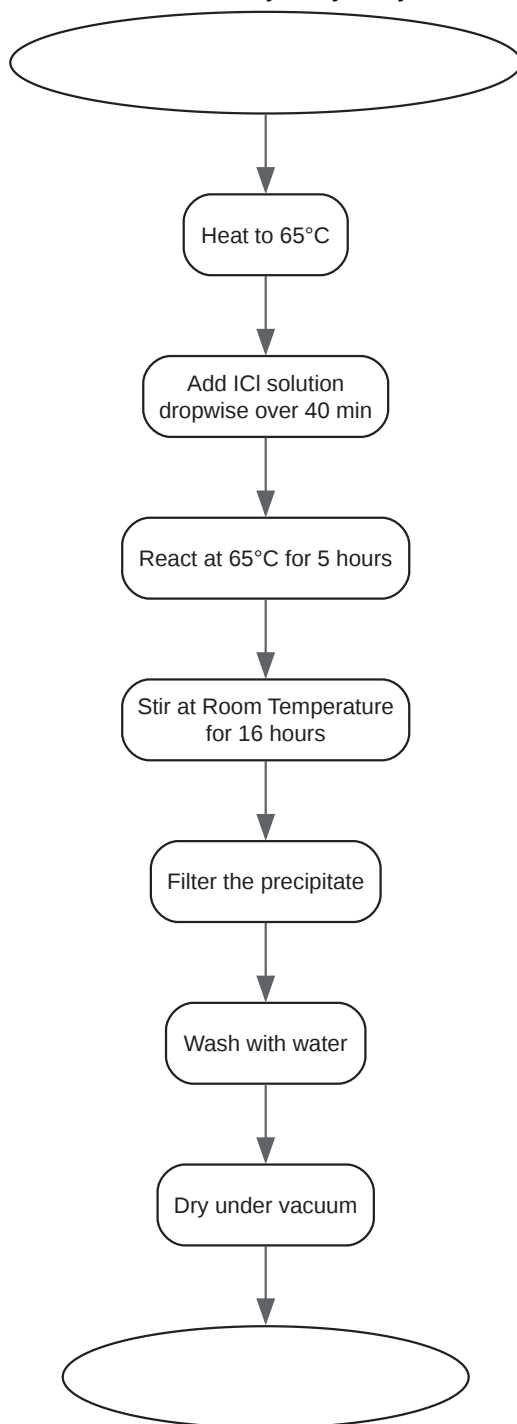 Heat to 65°C
Add ICl solution
dropwise over 40 min
React at 65°C for 5 hours
Stir at Room Temperature
for 16 hours
Filter the precipitate
Wash with water
Dry under vacuum